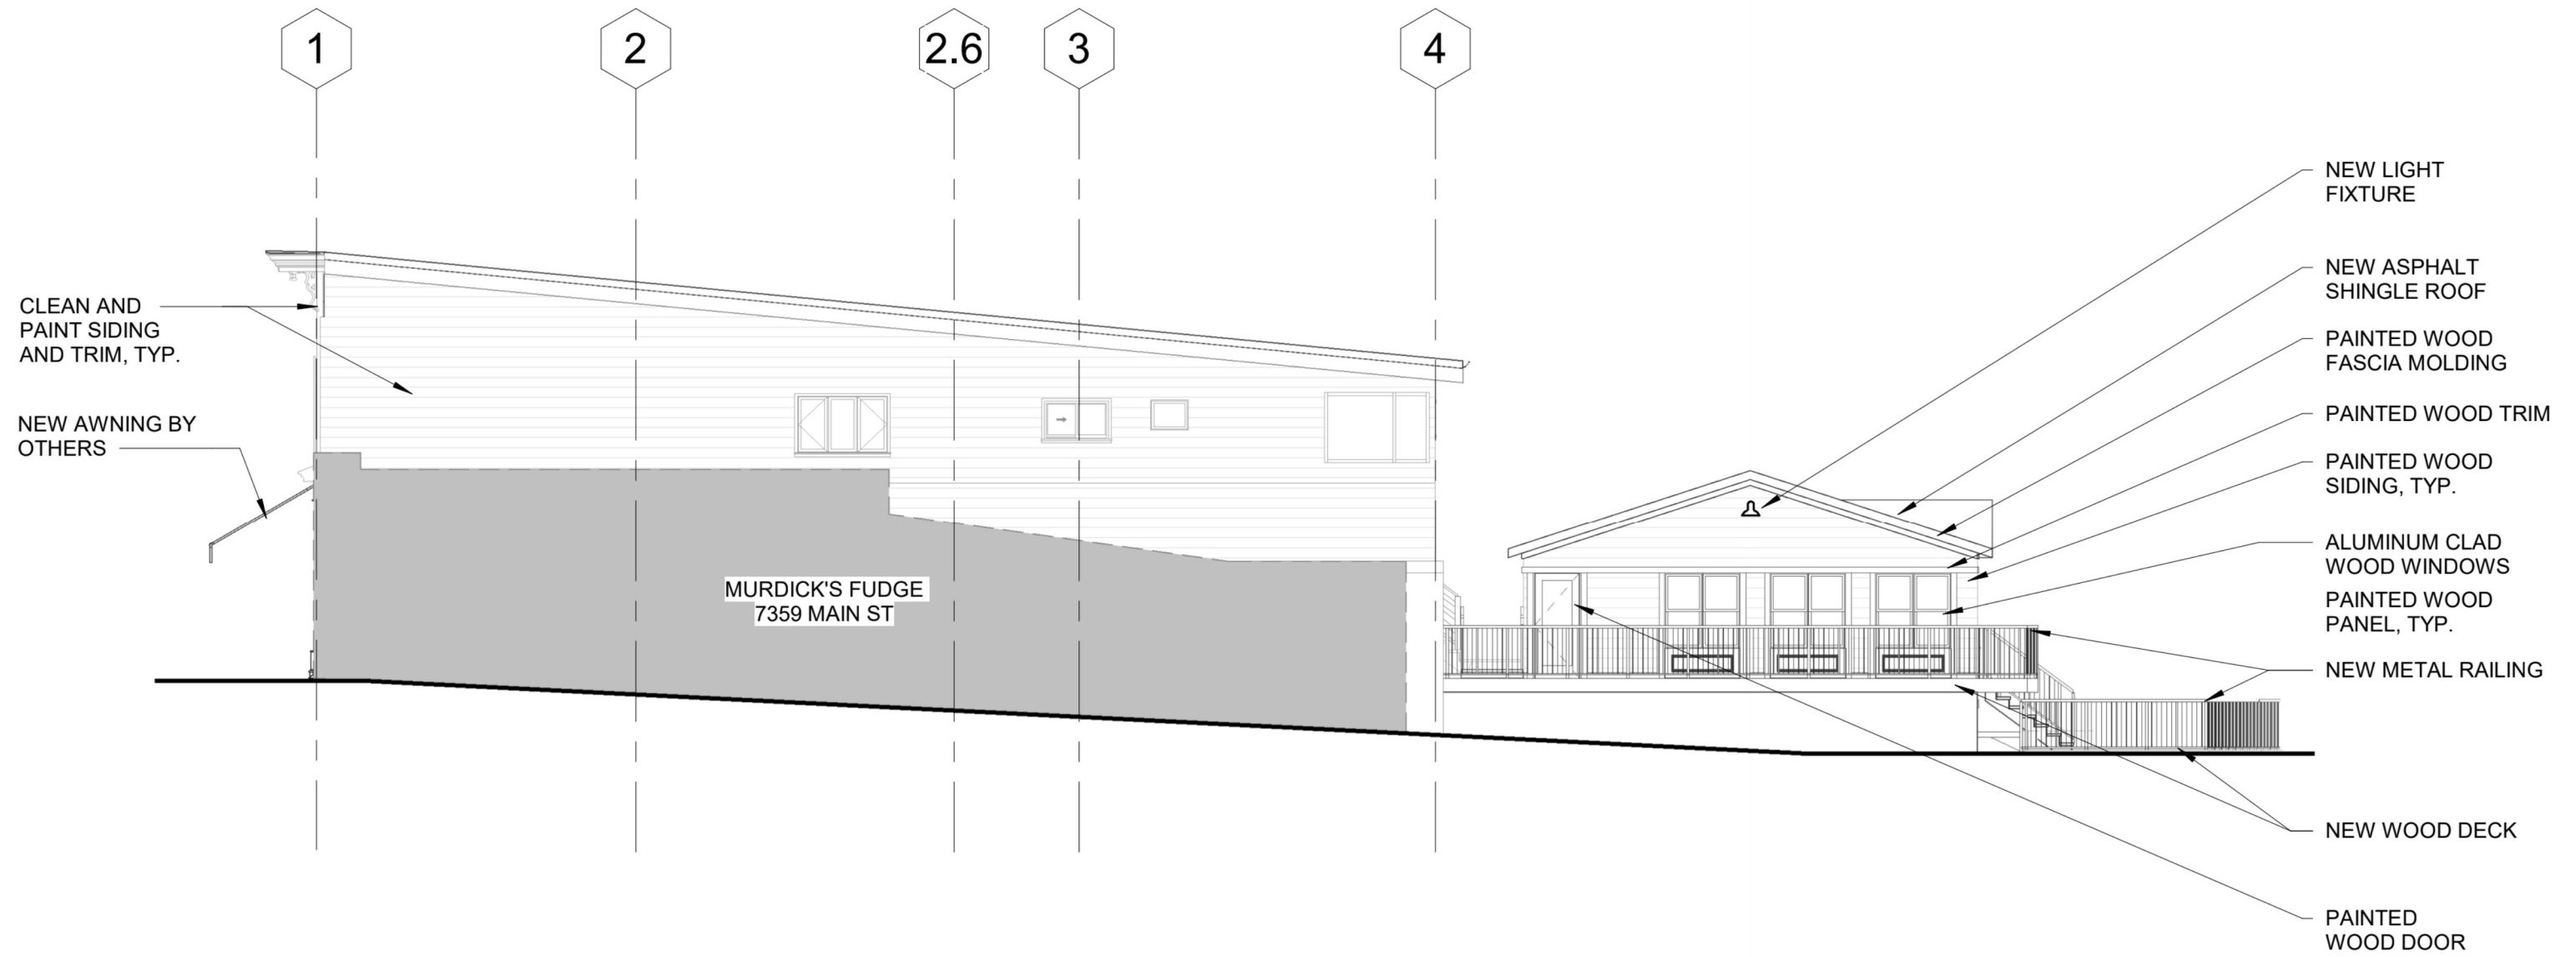 1
2
2.6
3
4
CLEAN AND
PAINT SIDING
AND TRIM, TYP.
NEW AWNING BY
OTHERS
MURDICK'S FUDGE
7359 MAIN ST
NEW LIGHT
FIXTURE
NEW ASPHALT
SHINGLE ROOF
PAINTED WOOD
FASCIA MOLDING
PAINTED WOOD TRIM
PAINTED WOOD
SIDING, TYP.
ALUMINUM CLAD
WOOD WINDOWS
PAINTED WOOD
PANEL, TYP.
NEW METAL RAILING
NEW WOOD DECK
PAINTED
WOOD DOOR